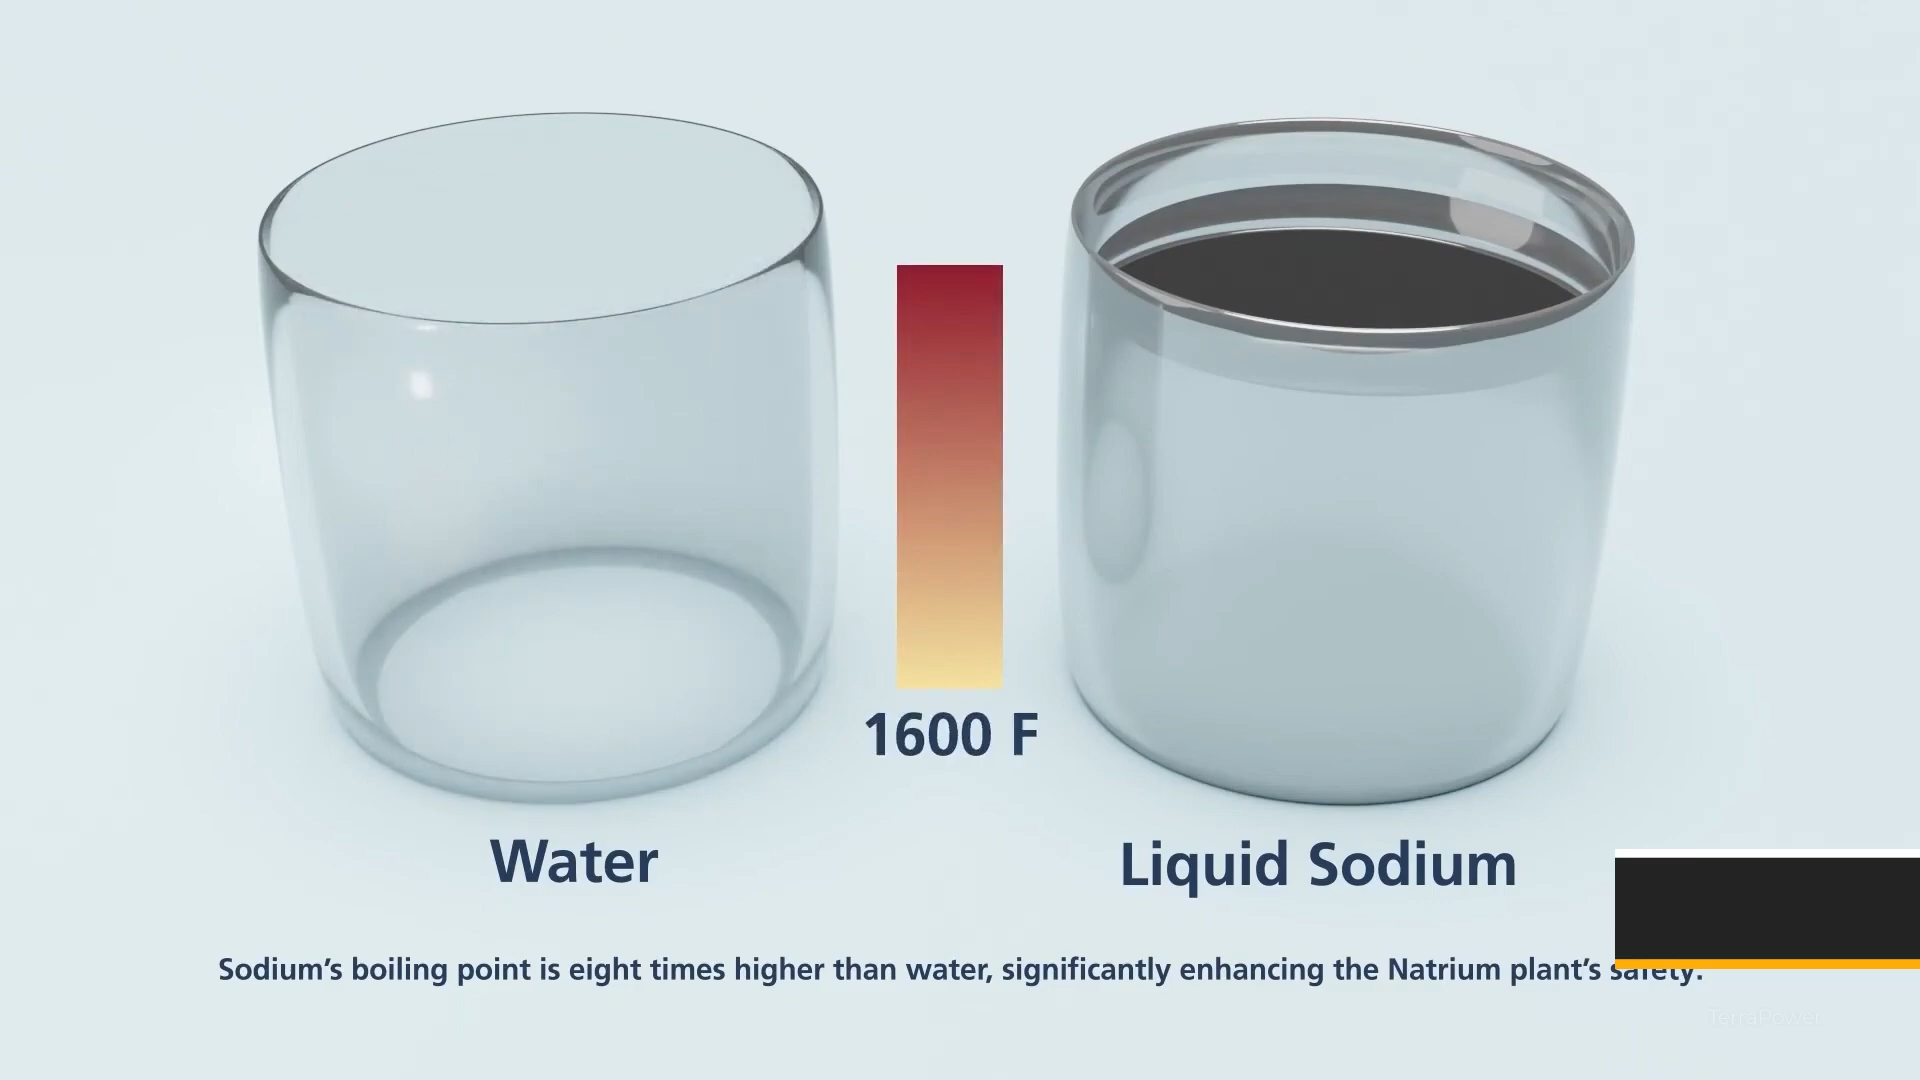 1600 F
Water
Liquid Sodium
Sodium’s boiling point is eight times higher than water, significantly enhancing the Natrium plant’s safety.
TerraPower